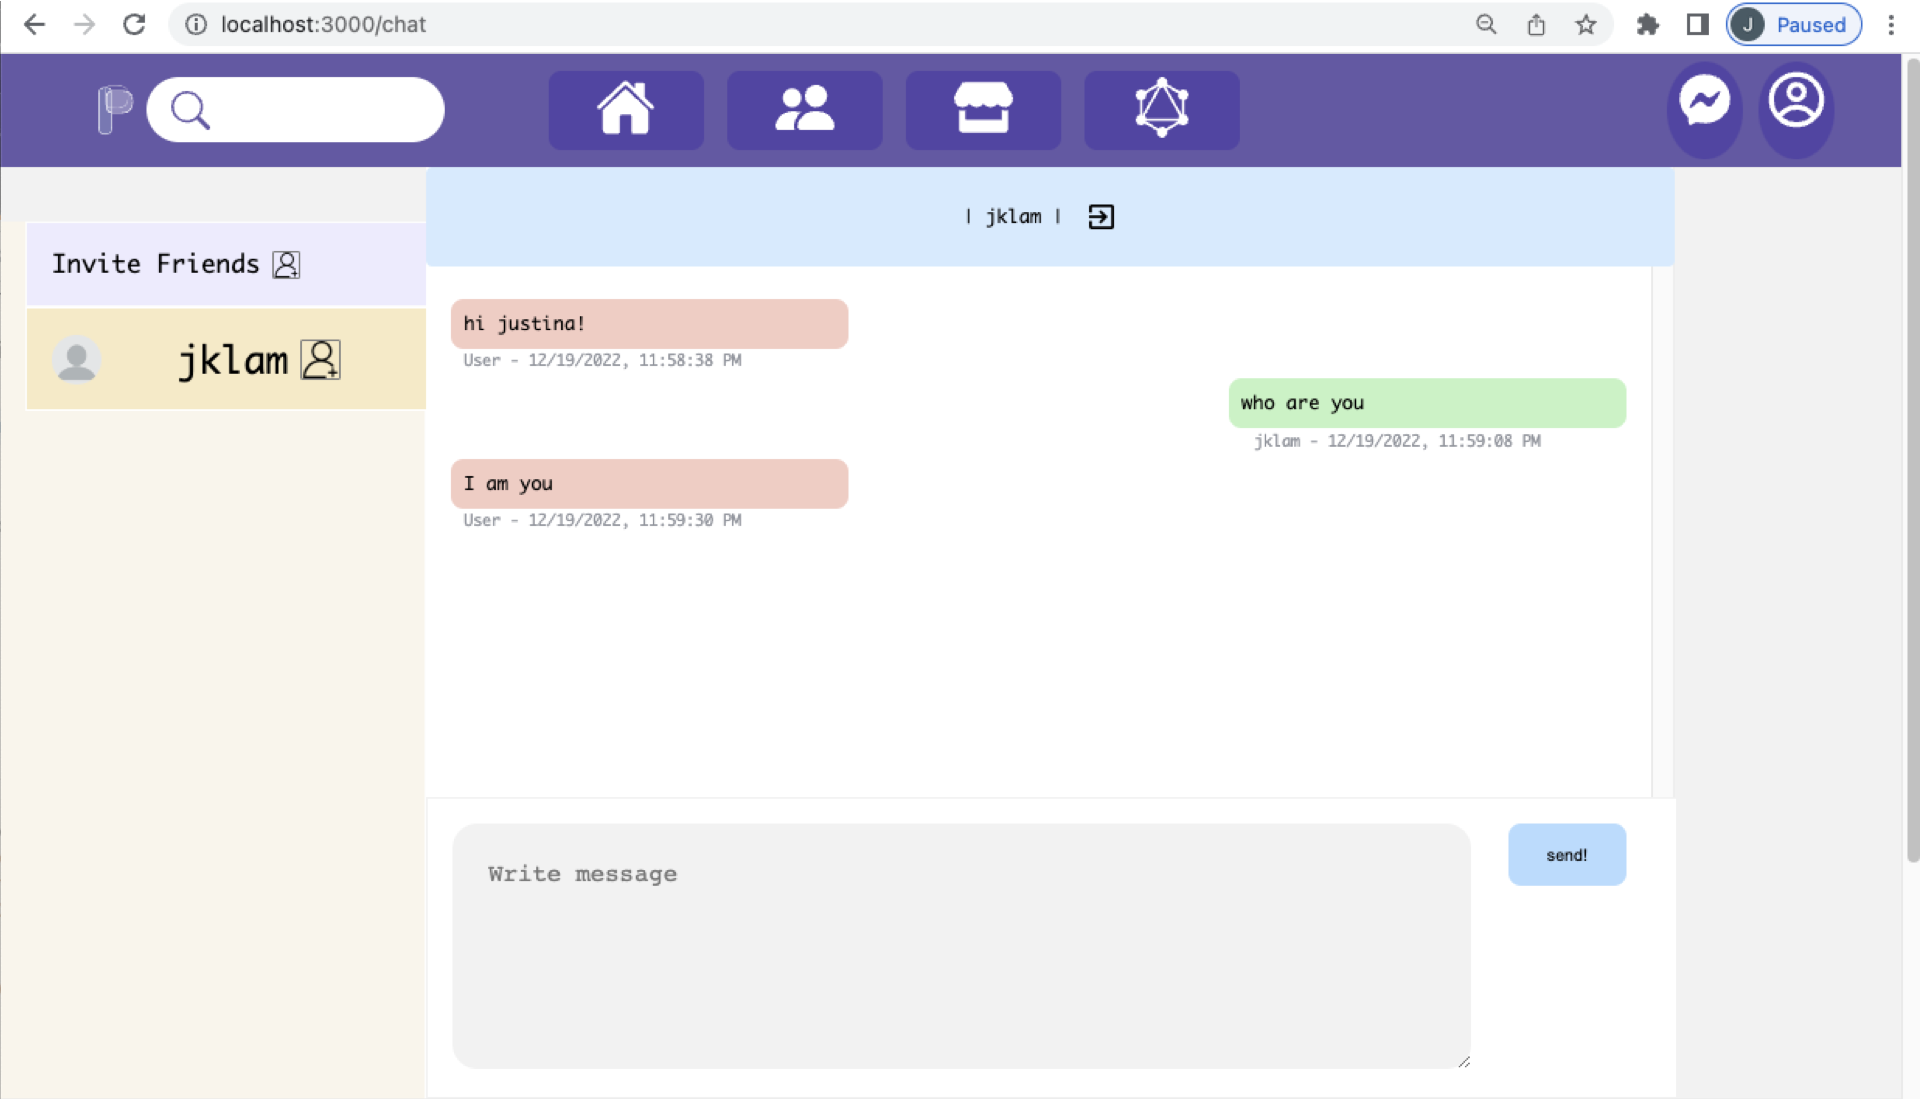 localhost:3000/chat
J Paused
P
| jklam |
Invite Friends
jklam
hi justina!
User - 12/19/2022, 11:58:38 PM
who are you
jklam - 12/19/2022, 11:59:08 PM
I am you
User - 12/19/2022, 11:59:30 PM
Write message
send!